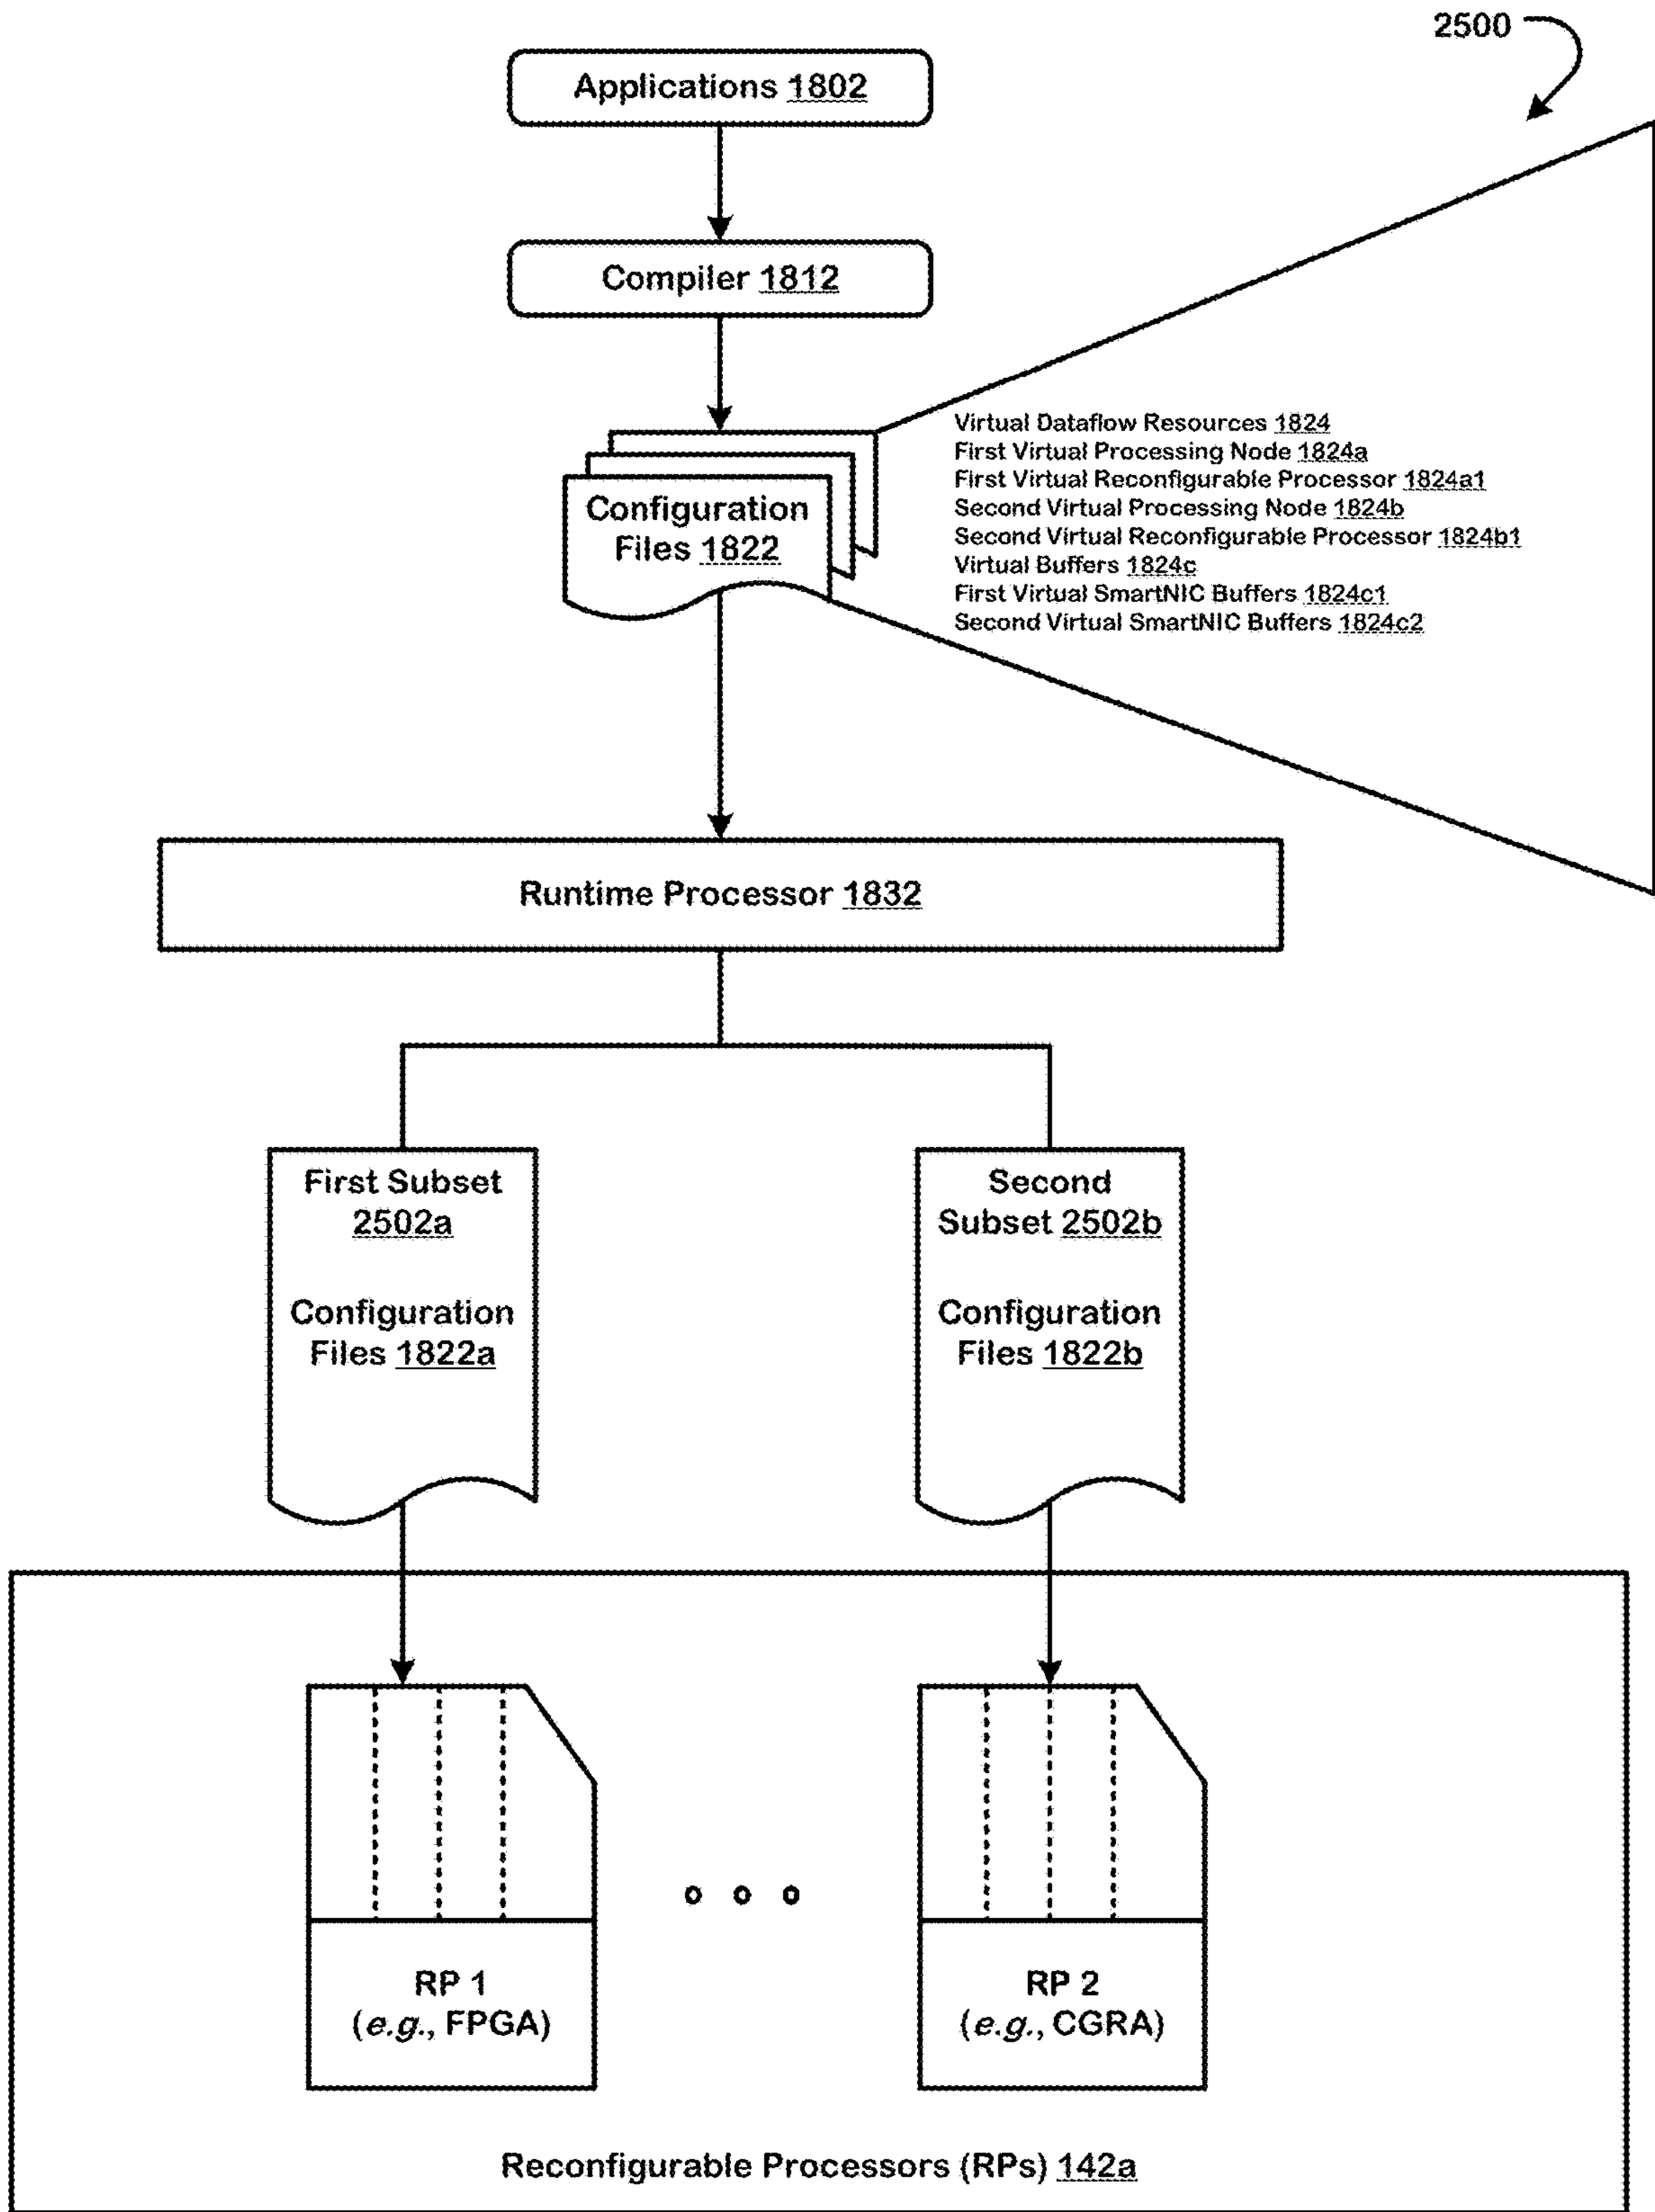 2500
Applications 1802
Compiler 1812
Virtual Dataflow Resources 1824
First Virtual Processing Node 1824a
First Virtual Reconfigurable Processor 1824a1
Second Virtual Processing Node 1824b
Second Virtual Reconfigurable Processor 1824b1
Virtual Buffers 1824c
First Virtual SmartNIC Buffers 1824c1
Second Virtual SmartNIC Buffers 1824c2
Configuration
Files 1822
Runtime Processor 1832
First Subset
2502a
Configuration
Files 1822a
Second
Subset 2502b
Configuration
Files 1822b
RP 1
(e.g., FPGA)
RP 2
(e.g., CGRA)
Reconfigurable Processors (RPs) 142a